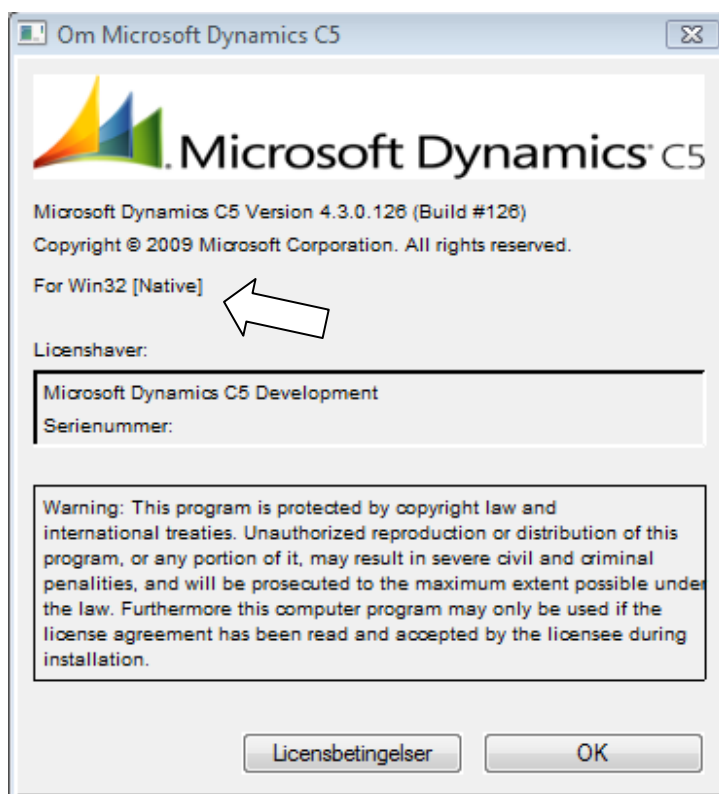 Om Microsoft Dynamics C5
Microsoft Dynamics C5
Microsoft Dynamics C5 Version 4.3.0.126 (Build #126)
Copyright © 2009 Microsoft Corporation. All rights reserved.
For Win32 [Native]
Licenshaver:
Microsoft Dynamics C5 Development
Serienummer:
Warning: This program is protected by copyright law and
international treaties. Unauthorized reproduction or distribution of this
program, or any portion of it, may result in severe civil and criminal
penalities, and will be prosecuted to the maximum extent possible under
the law. Furthermore this computer program may only be used if the
license agreement has been read and accepted by the licensee during
installation.
Licensbetingelser OK